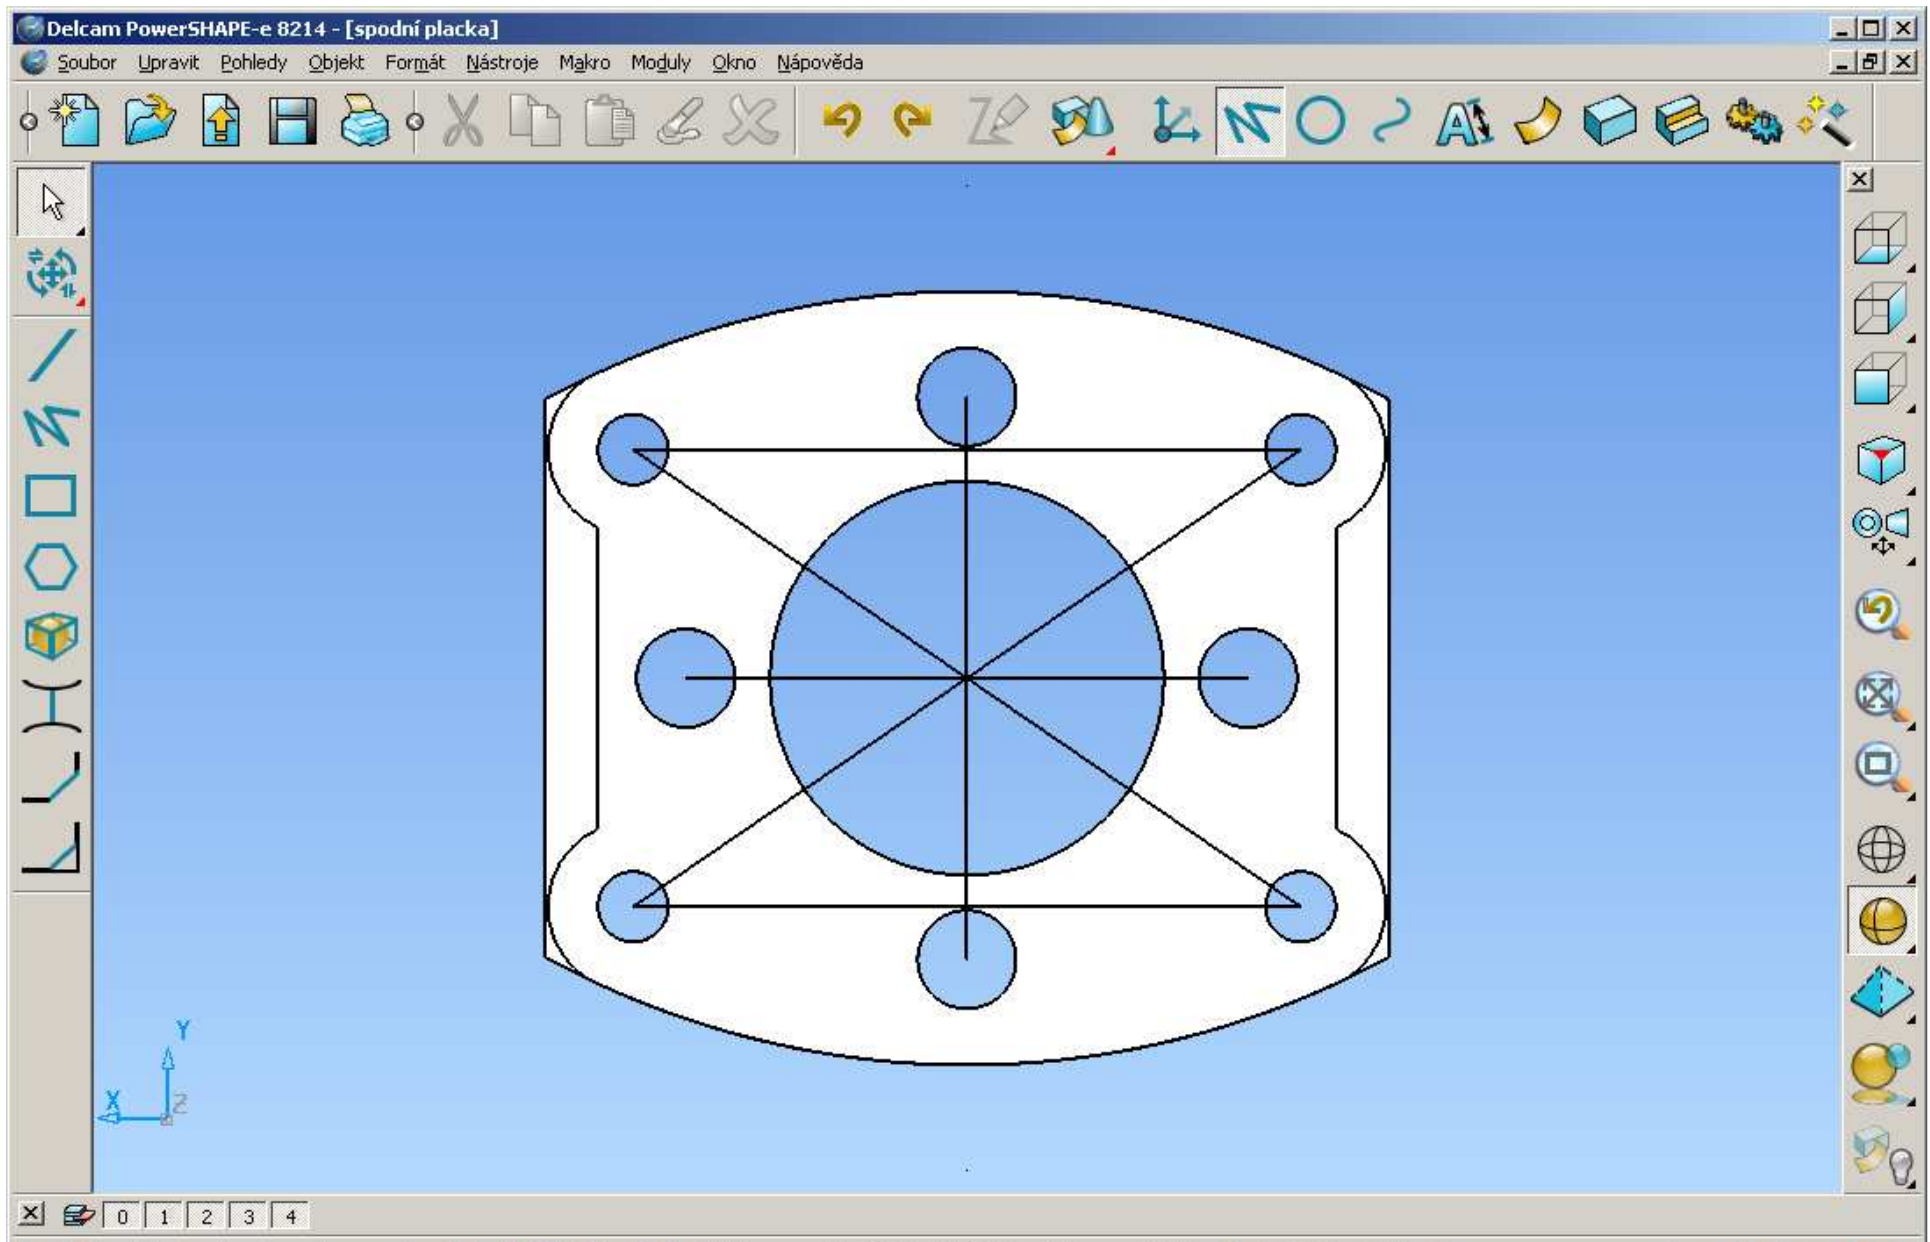 Delcam PowerSHAPE-e 8214 - [spodní placka]
Soubor Upravit Pohledy Objekt Formát Nástroje Makro Moduly Okno Nápověda
Y
X
Z
0 1 2 3 4